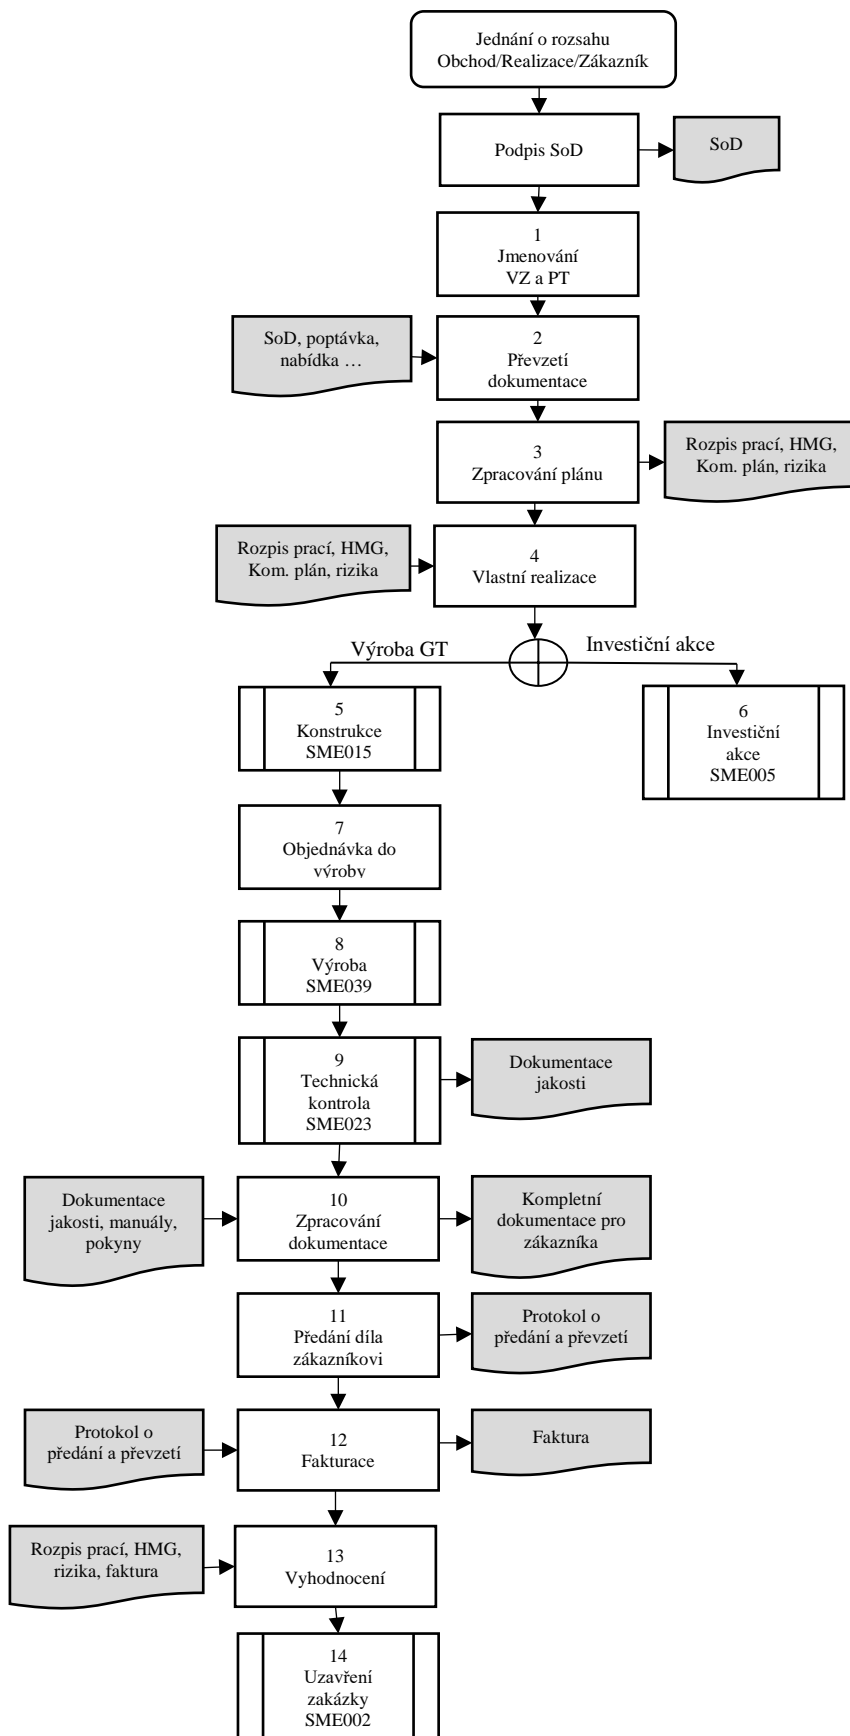 Jednání o rozsahu
Obchod/Realizace/Zákazník
Podpis SoD
SoD
1
Jmenování
VZ a PT
SoD, poptávka,
nabídka …
2
Převzetí
dokumentace
3
Zpracování plánu
Rozpis prací, HMG,
Kom. plán, rizika
Rozpis prací, HMG,
Kom. plán, rizika
4
Vlastní realizace
Výroba GT
Investiční akce
5
Konstrukce
SME015
6
Investiční
akce
SME005
7
Objednávka do
výroby
8
Výroba
SME039
9
Technická
kontrola
SME023
Dokumentace
jakosti
Dokumentace
jakosti, manuály,
pokyny
10
Zpracování
dokumentace
Kompletní
dokumentace pro
zákazníka
11
Předání díla
zákazníkovi
Protokol o
předání a převzetí
Protokol o
předání a převzetí
12
Fakturace
Faktura
Rozpis prací, HMG,
rizika, faktura
13
Vyhodnocení
14
Uzavření
zakázky
SME002